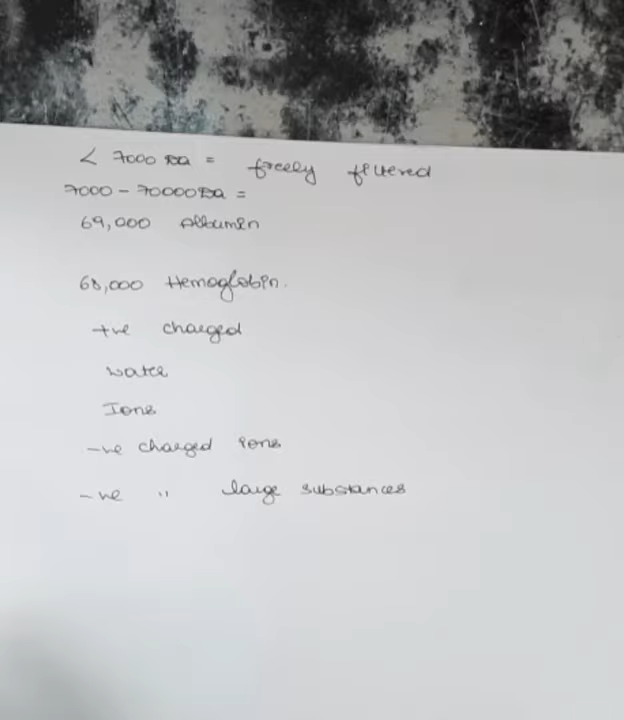 < 7000 Da = freely filtered
7000 - 70000 Da =
69,000 Albumin
68,000 Hemoglobin.
+ve charged
water
Ions
-ve charged ions
-ve " large substances